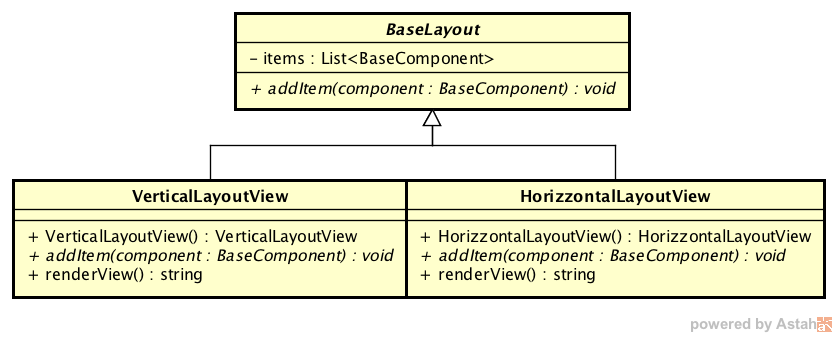 BaseLayout
- items : List<BaseComponent>
+ addItem(component : BaseComponent) : void
VerticalLayoutView
+ VerticalLayoutView() : VerticalLayoutView
+ addItem(component : BaseComponent) : void
+ renderView() : string
HorizzontalLayoutView
+ HorizzontalLayoutView() : HorizzontalLayoutView
+ addItem(component : BaseComponent) : void
+ renderView() : string
powered by Astah